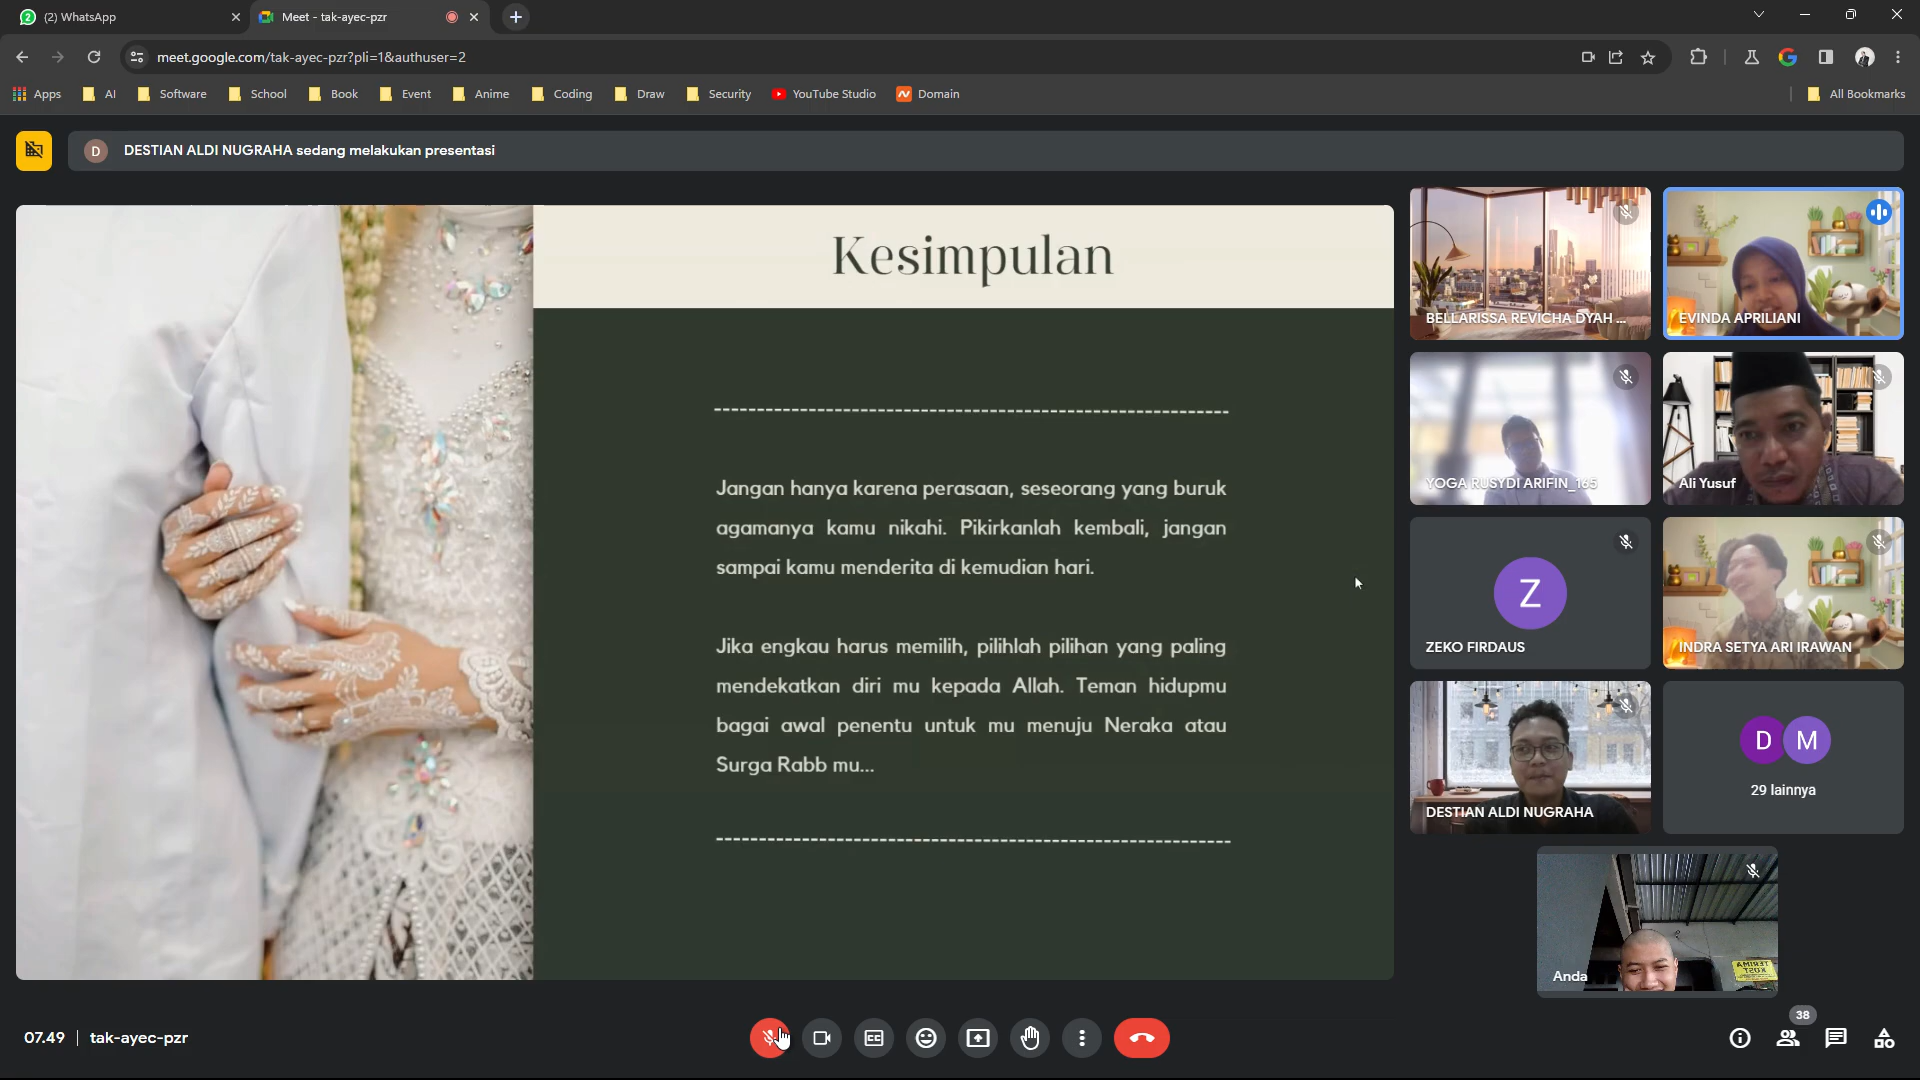 (2) WhatsApp
Meet - tak-ayec-pzr
meet.google.com/tak-ayec-pzr?pli=1&authuser=2
Apps
AI
Software
School
Book
Event
Anime
Coding
Draw
Security
YouTube Studio
Domain
All Bookmarks
D
DESTIAN ALDI NUGRAHA sedang melakukan presentasi
Kesimpulan
Jangan hanya karena perasaan, seseorang yang buruk
agamanya kamu nikahi. Pikirkanlah kembali, jangan
sampai kamu menderita di kemudian hari.
Jika engkau harus memilih, pilihlah pilihan yang paling
mendekatkan diri mu kepada Allah. Teman hidupmu
bagai awal penentu untuk mu menuju Neraka atau
Surga Rabb mu...
BELLARISSA REVICHA DYAH ...
EVINDA APRILIANI
YOGA RUSYDI ARIFIN_165
Ali Yusuf
Z
ZEKO FIRDAUS
INDRA SETYA ARI IRAWAN
DESTIAN ALDI NUGRAHA
D M
29 lainnya
TERIMA
KOST
Anda
07.49
tak-ayec-pzr
38